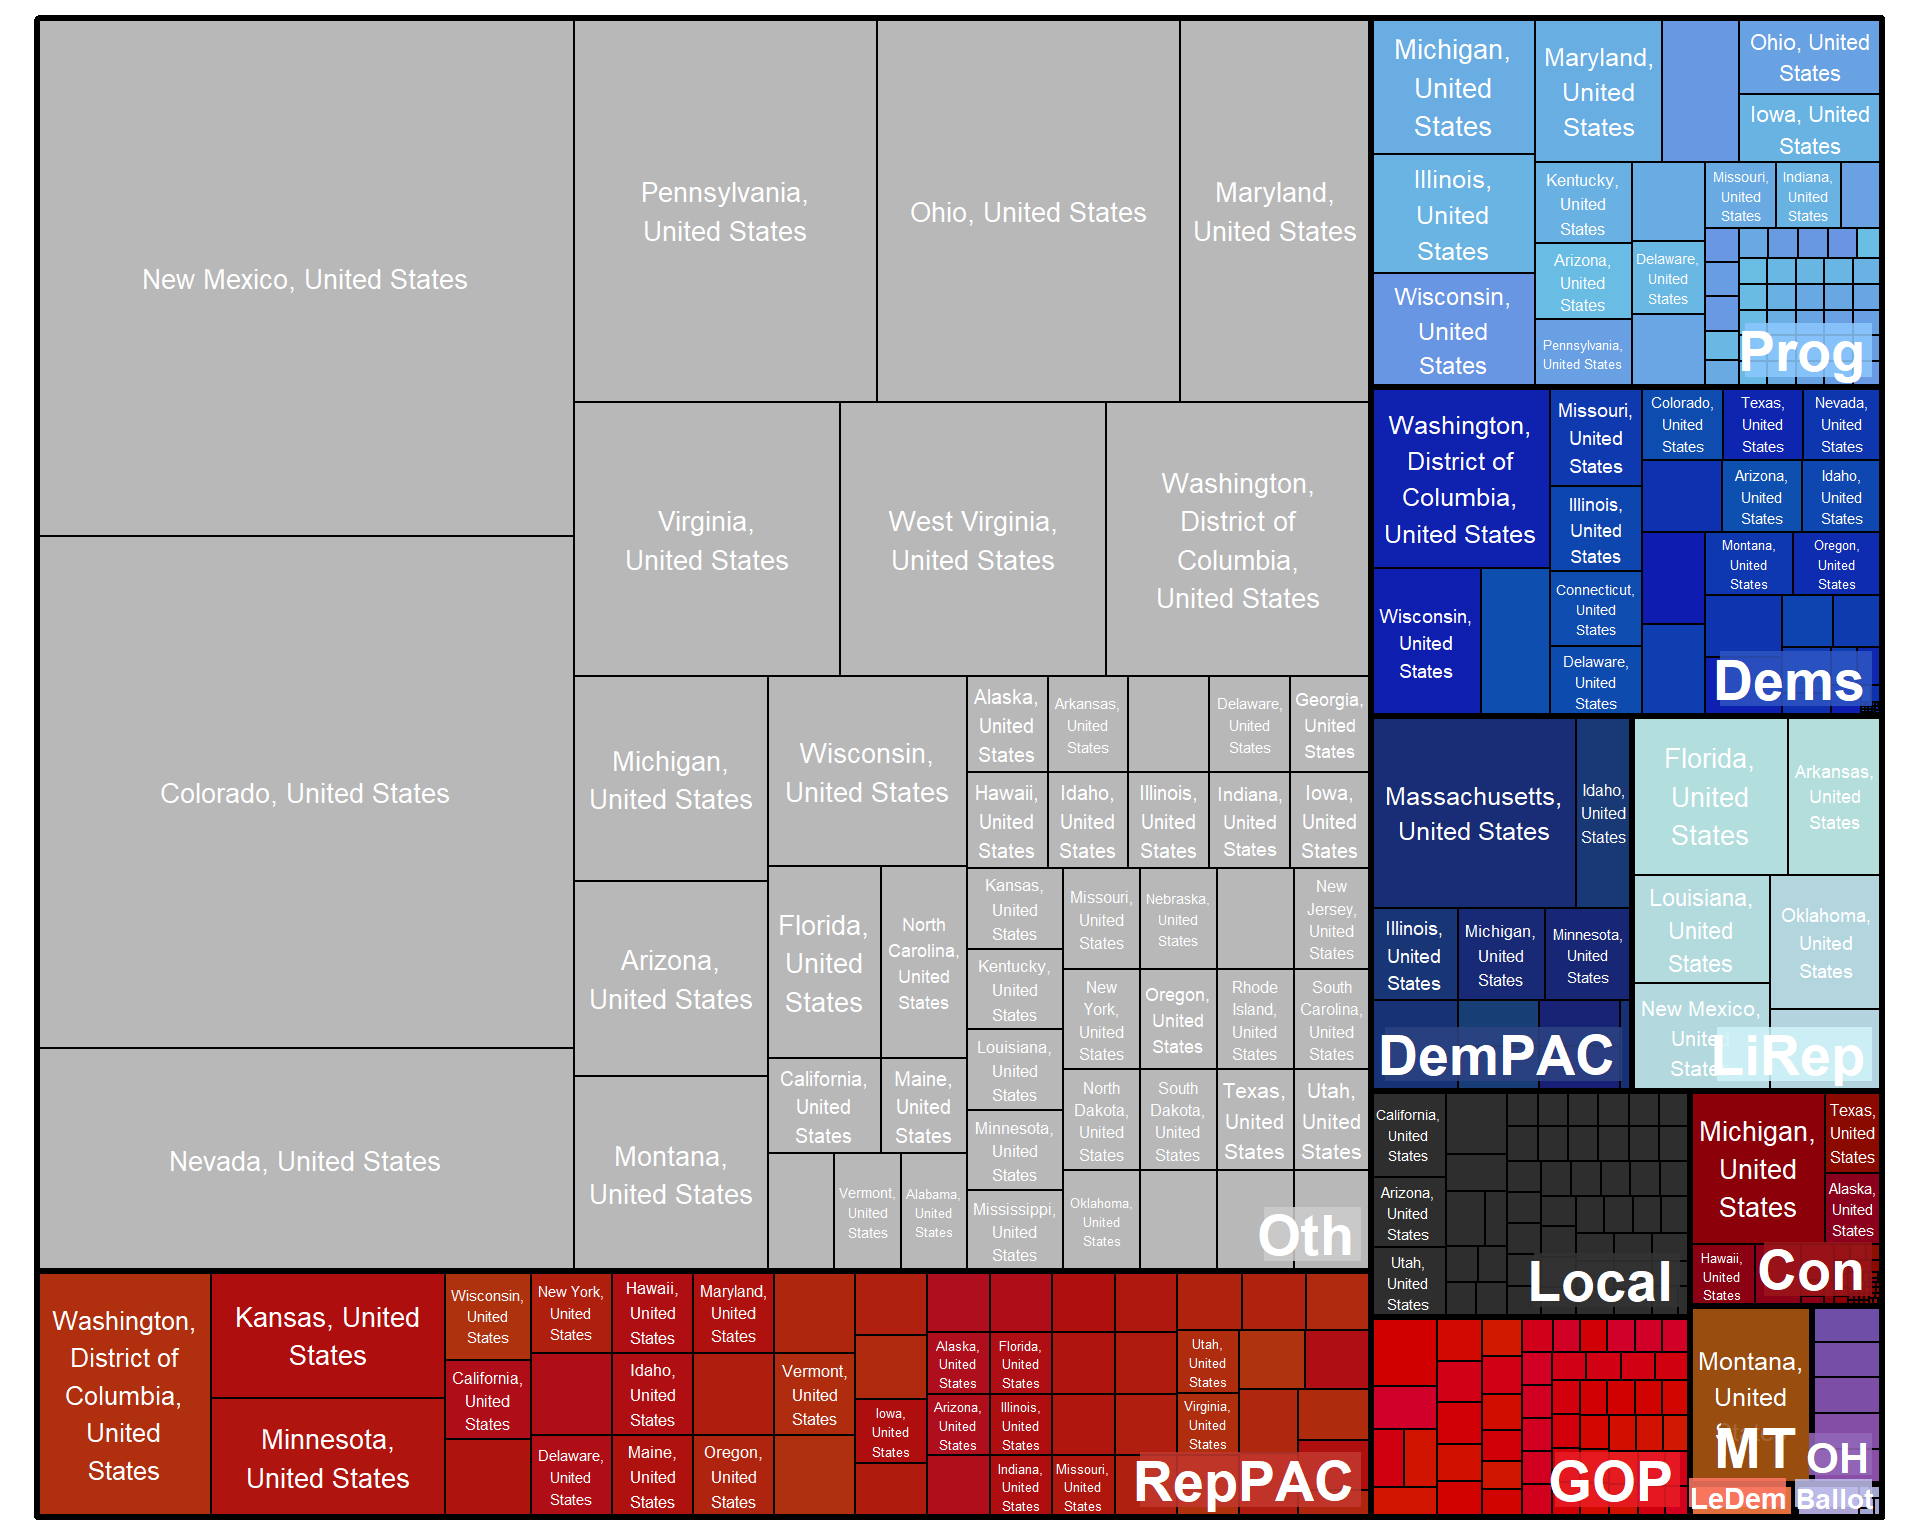 New Mexico, United States
Colorado, United States
Nevada, United States
Pennsylvania,
United States
Ohio, United States
Maryland,
United States
Virginia,
United States
West Virginia,
United States
Washington,
District of
Columbia,
United States
Michigan,
United States
Arizona,
United States
Montana,
United States
Wisconsin,
United States
Florida,
United
States
North
Carolina,
United
States
California,
United
States
Maine,
United
States
Vermont,
United
States
Alabama,
United
States
Alaska,
United
States
Arkansas,
United
States
Delaware,
United
States
Georgia,
United
States
Hawaii,
United
States
Idaho,
United
States
Illinois,
United
States
Indiana,
United
States
Iowa,
United
States
Kansas,
United
States
Kentucky,
United
States
Louisiana,
United
States
Minnesota,
United
States
Mississippi,
United
States
Missouri,
United
States
Nebraska,
United
States
New
Jersey,
United
States
New
York,
United
States
Oregon,
United
States
Rhode
Island,
United
States
South
Carolina,
United
States
North
Dakota,
United
States
South
Dakota,
United
States
Texas,
United
States
Utah,
United
States
Oklahoma,
United
States
Oth
Michigan,
United
States
Illinois,
United
States
Wisconsin,
United
States
Maryland,
United
States
Ohio, United
States
Iowa, United
States
Kentucky,
United
States
Arizona,
United
States
Pennsylvania,
United States
Delaware,
United
States
Missouri,
United
States
Indiana,
United
States
Prog
Washington,
District of
Columbia,
United States
Wisconsin,
United
States
Missouri,
United
States
Illinois,
United
States
Connecticut,
United
States
Delaware,
United
States
Colorado,
United
States
Texas,
United
States
Nevada,
United
States
Arizona,
United
States
Idaho,
United
States
Montana,
United
States
Oregon,
United
States
Dems
Massachusetts,
United States
Idaho,
United
States
Illinois,
United
States
Michigan,
United
States
Minnesota,
United
States
DemPAC
Florida,
United
States
Arkansas,
United
States
Louisiana,
United
States
Oklahoma,
United
States
New Mexico,
United
States
LiRep
California,
United
States
Arizona,
United
States
Utah,
United
States
Local
Michigan,
United
States
Texas,
United
States
Alaska,
United
States
Hawaii,
United
States
Con
Washington,
District of
Columbia,
United
States
Kansas, United
States
Minnesota,
United States
Wisconsin,
United
States
California,
United
States
New York,
United
States
Delaware,
United
States
Hawaii,
United
States
Idaho,
United
States
Maine,
United
States
Maryland,
United
States
Oregon,
United
States
Vermont,
United
States
Iowa,
United
States
Alaska,
United
States
Arizona,
United
States
Florida,
United
States
Illinois,
United
States
Indiana,
United
States
Missouri,
United
States
Utah,
United
States
Virginia,
United
States
RepPAC
GOP
Montana,
United
States
MT
OH
LeDem
Ballot